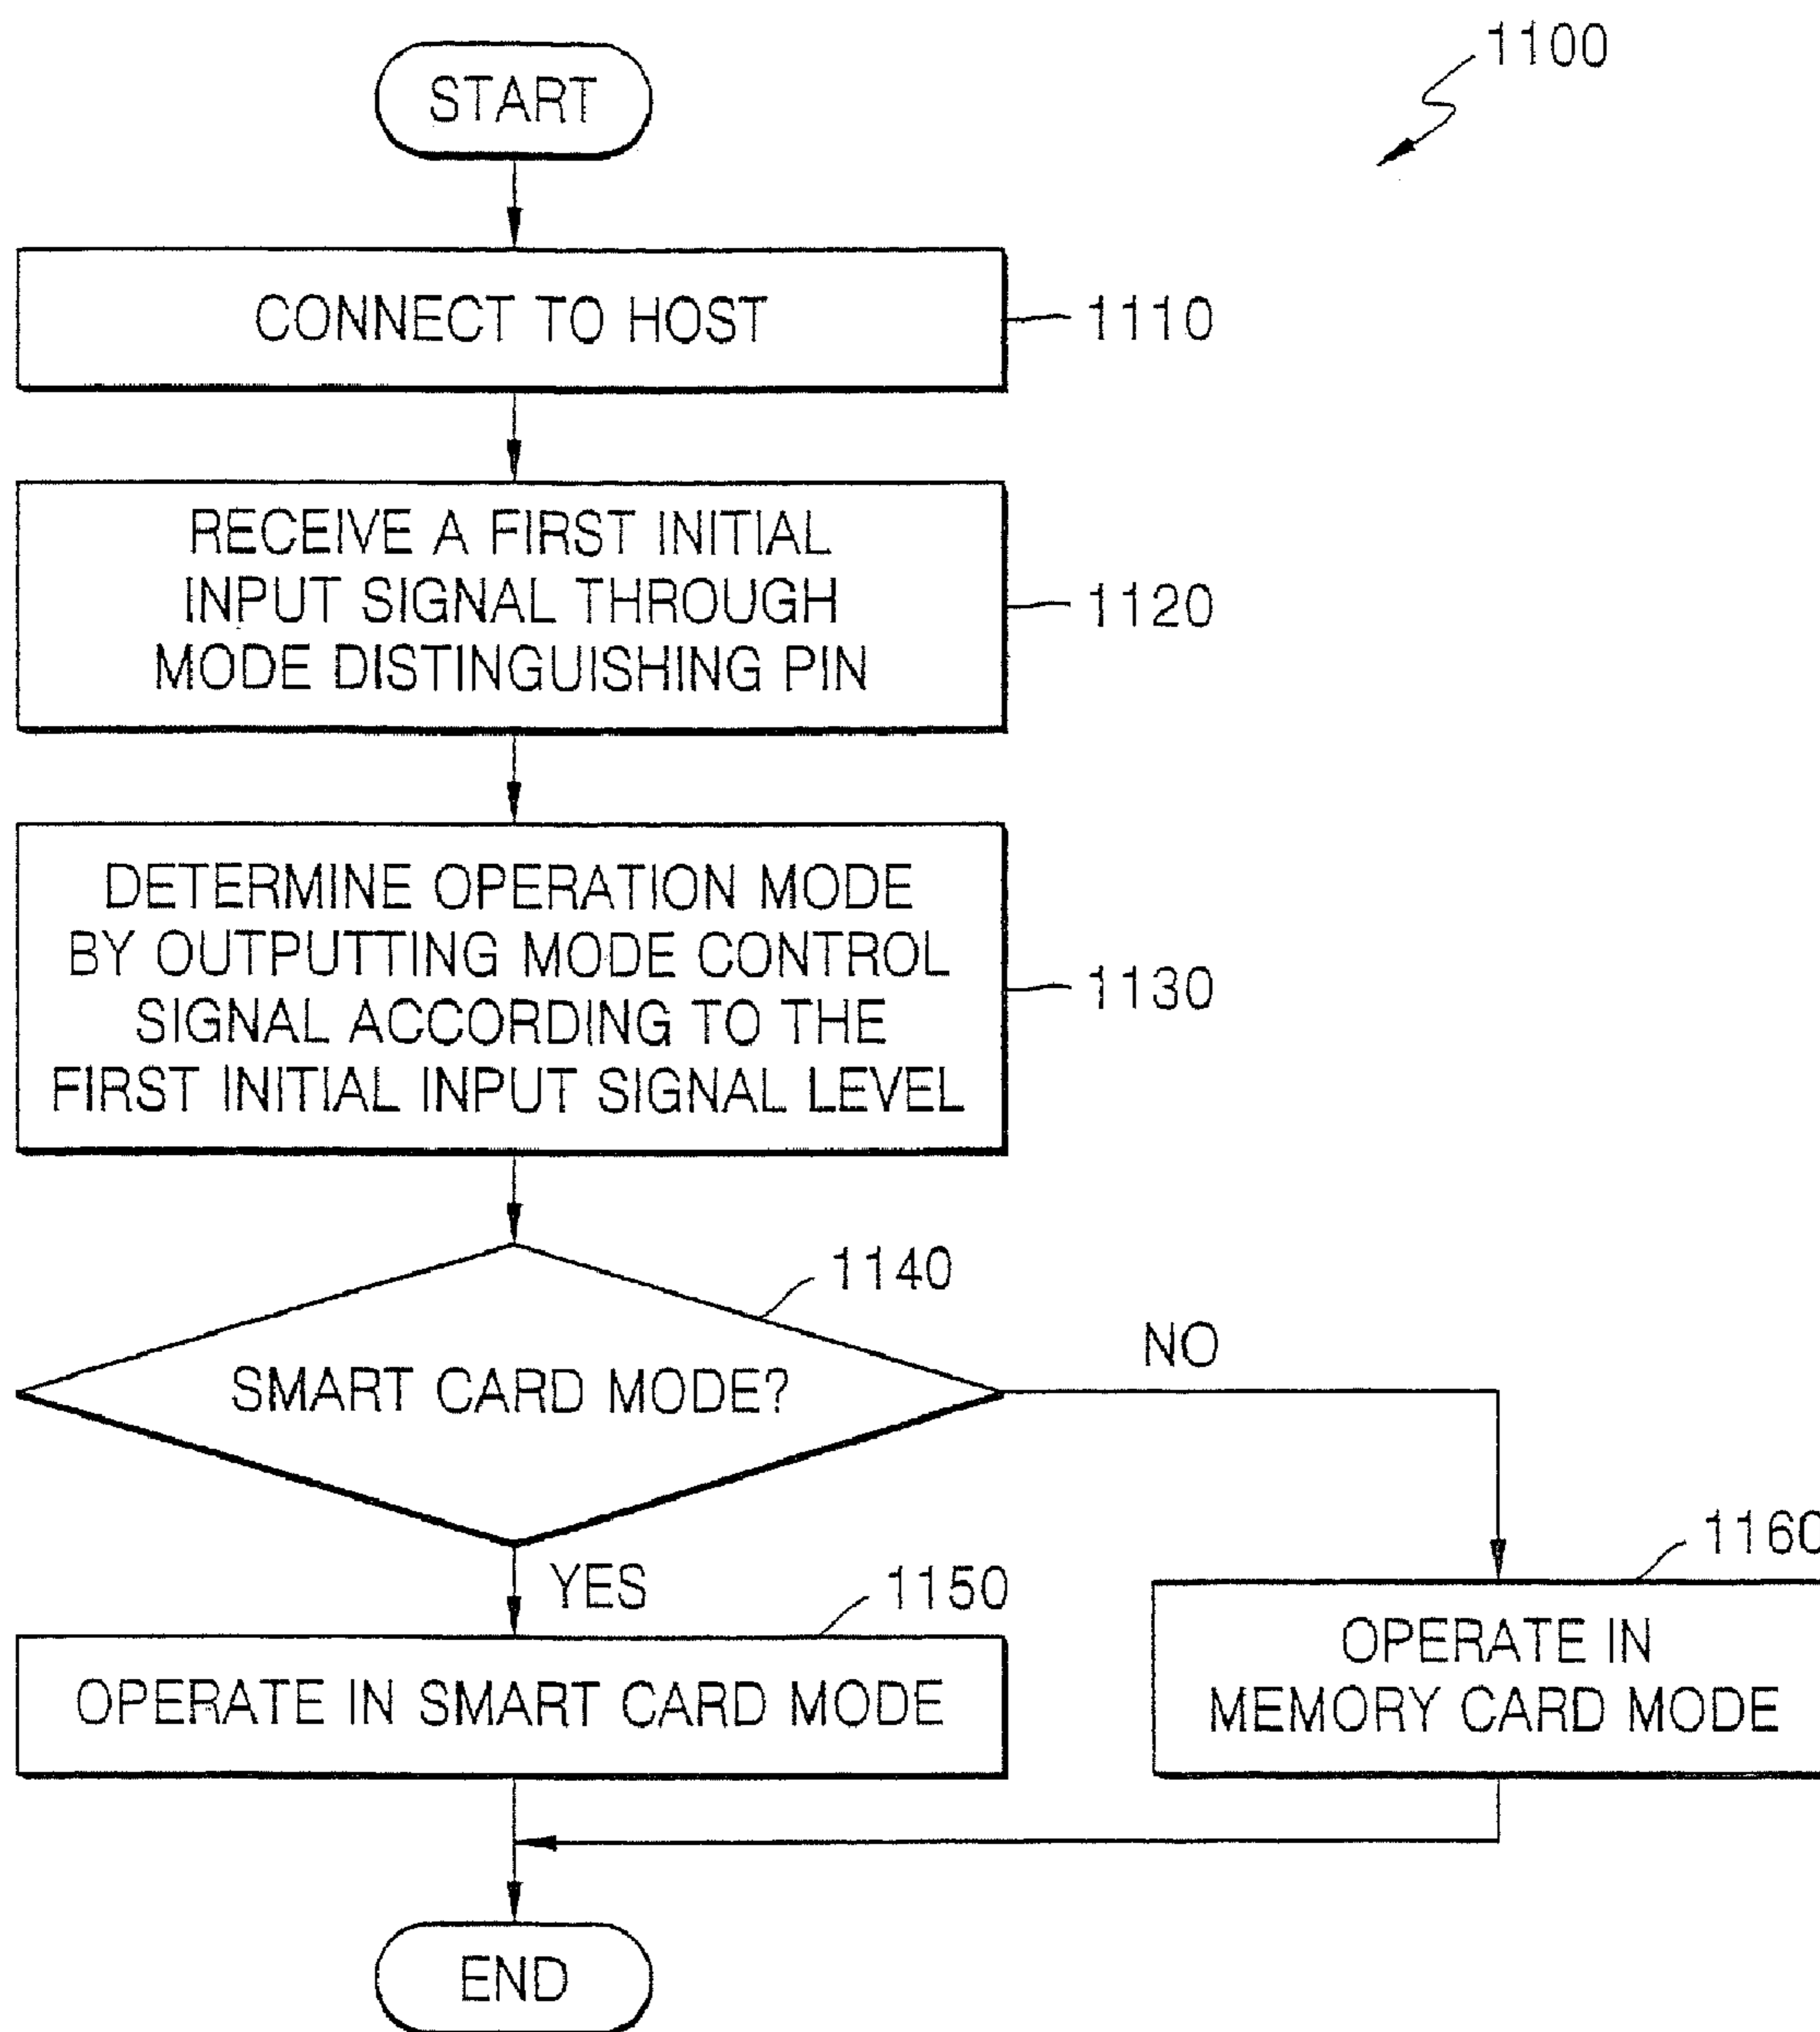 1100
START
CONNECT TO HOST
1110
RECEIVE A FIRST INITIAL
INPUT SIGNAL THROUGH
MODE DISTINGUISHING PIN
1120
DETERMINE OPERATION MODE
BY OUTPUTTING MODE CONTROL
SIGNAL ACCORDING TO THE
FIRST INITIAL INPUT SIGNAL LEVEL
1130
1140
SMART CARD MODE?
NO
YES
1150
OPERATE IN SMART CARD MODE
1160
OPERATE IN
MEMORY CARD MODE
END